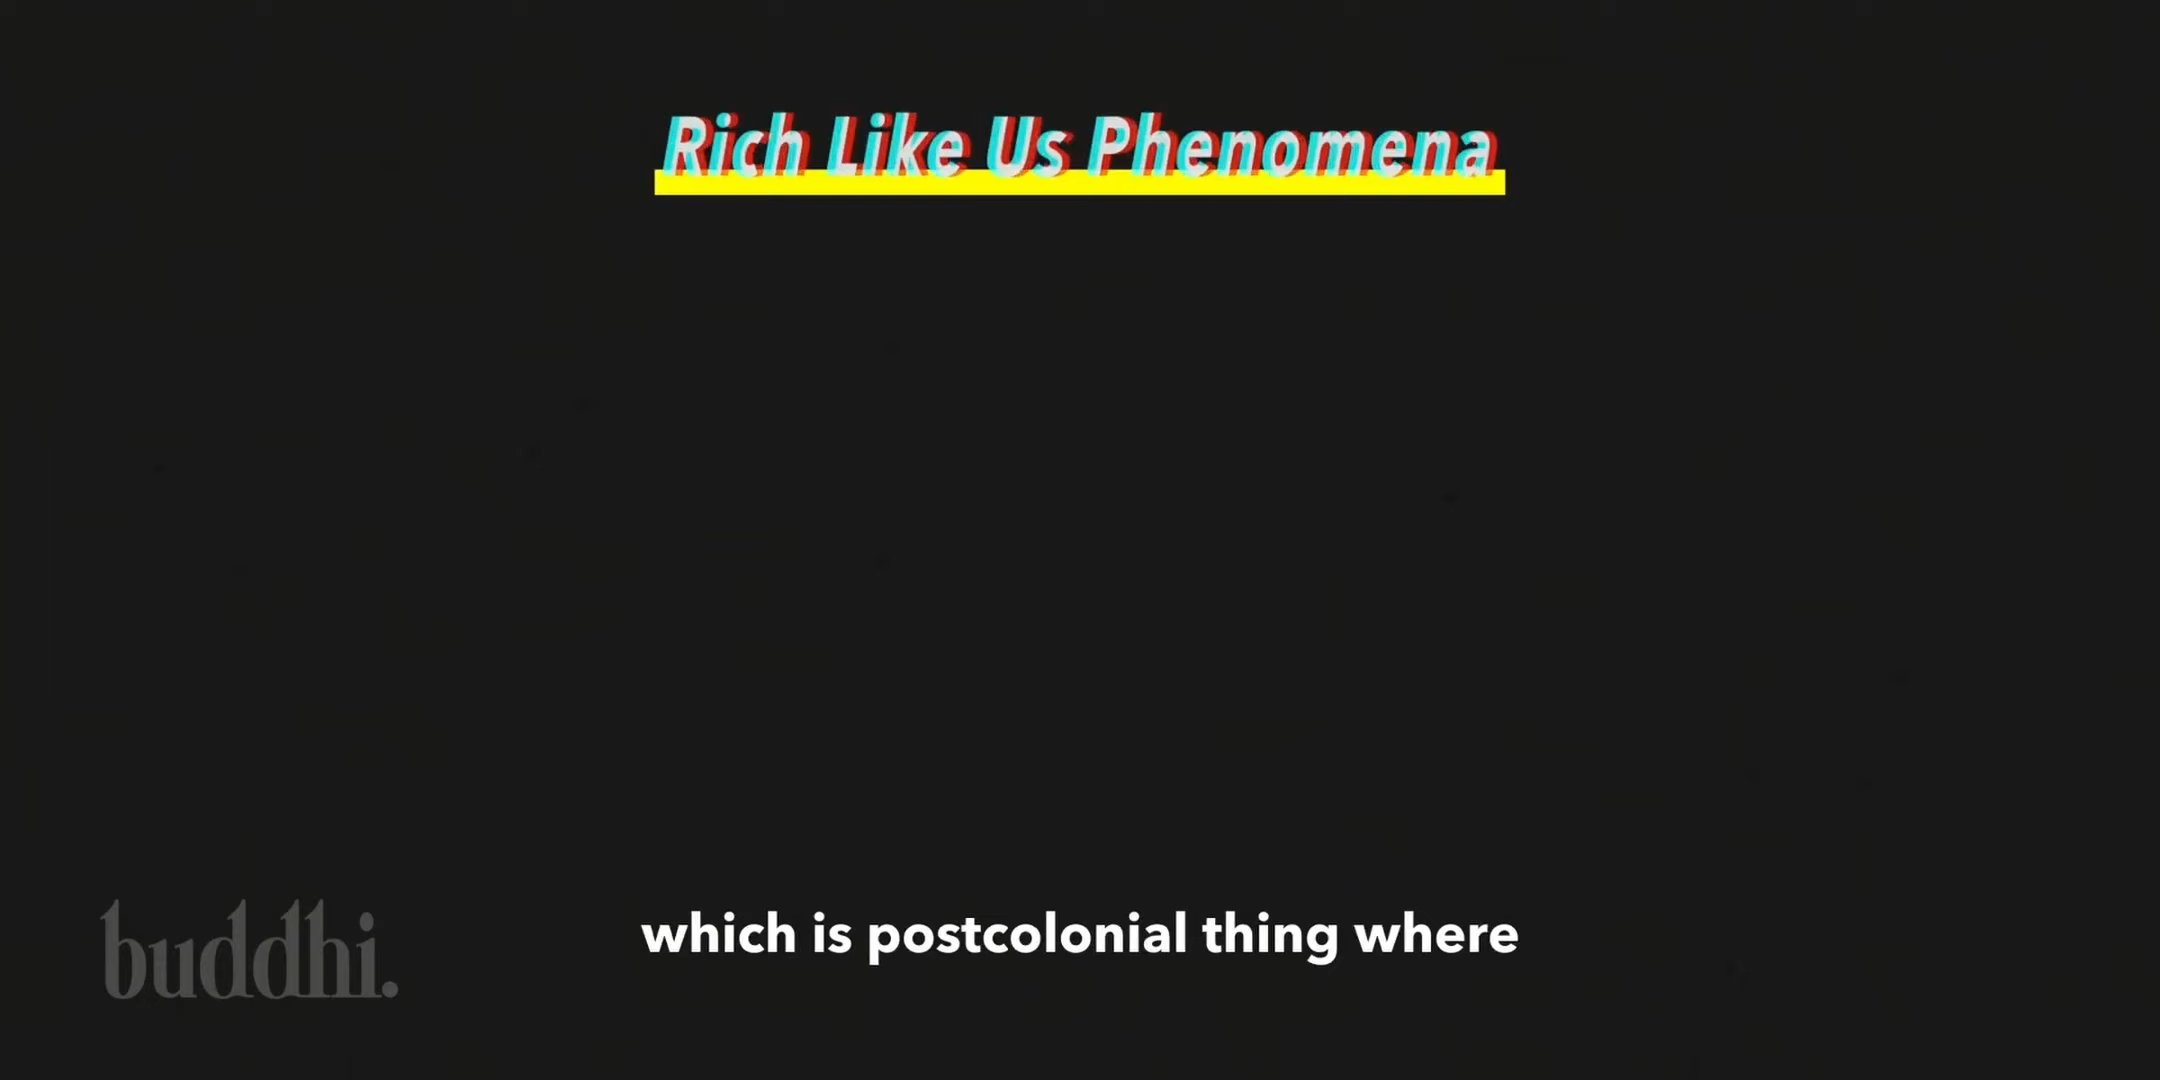 Rich Like Us Phenomena
which is postcolonial thing where
buddhi.